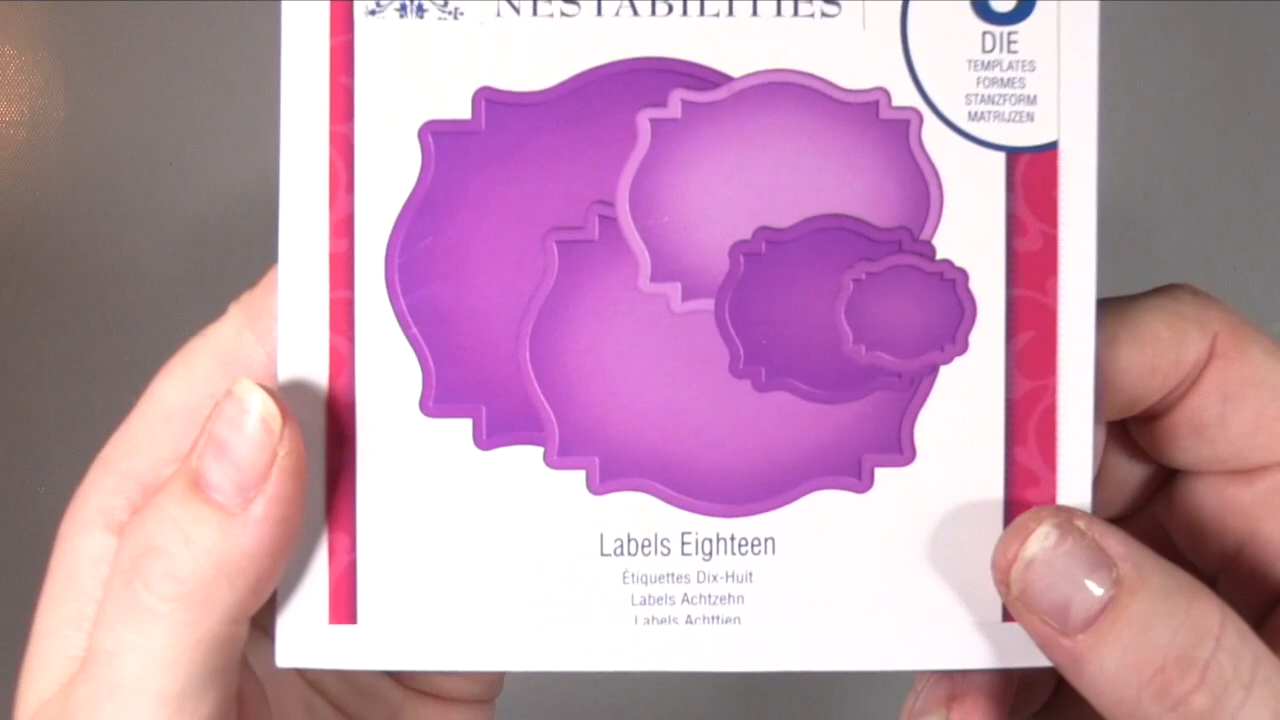 NESTABILITIES
DIE
TEMPLATES
FORMES
STANZFORM
MATRIJZEN
Labels Eighteen
Étiquettes Dix-Huit
Labels Achtzehn
Labels Achttien